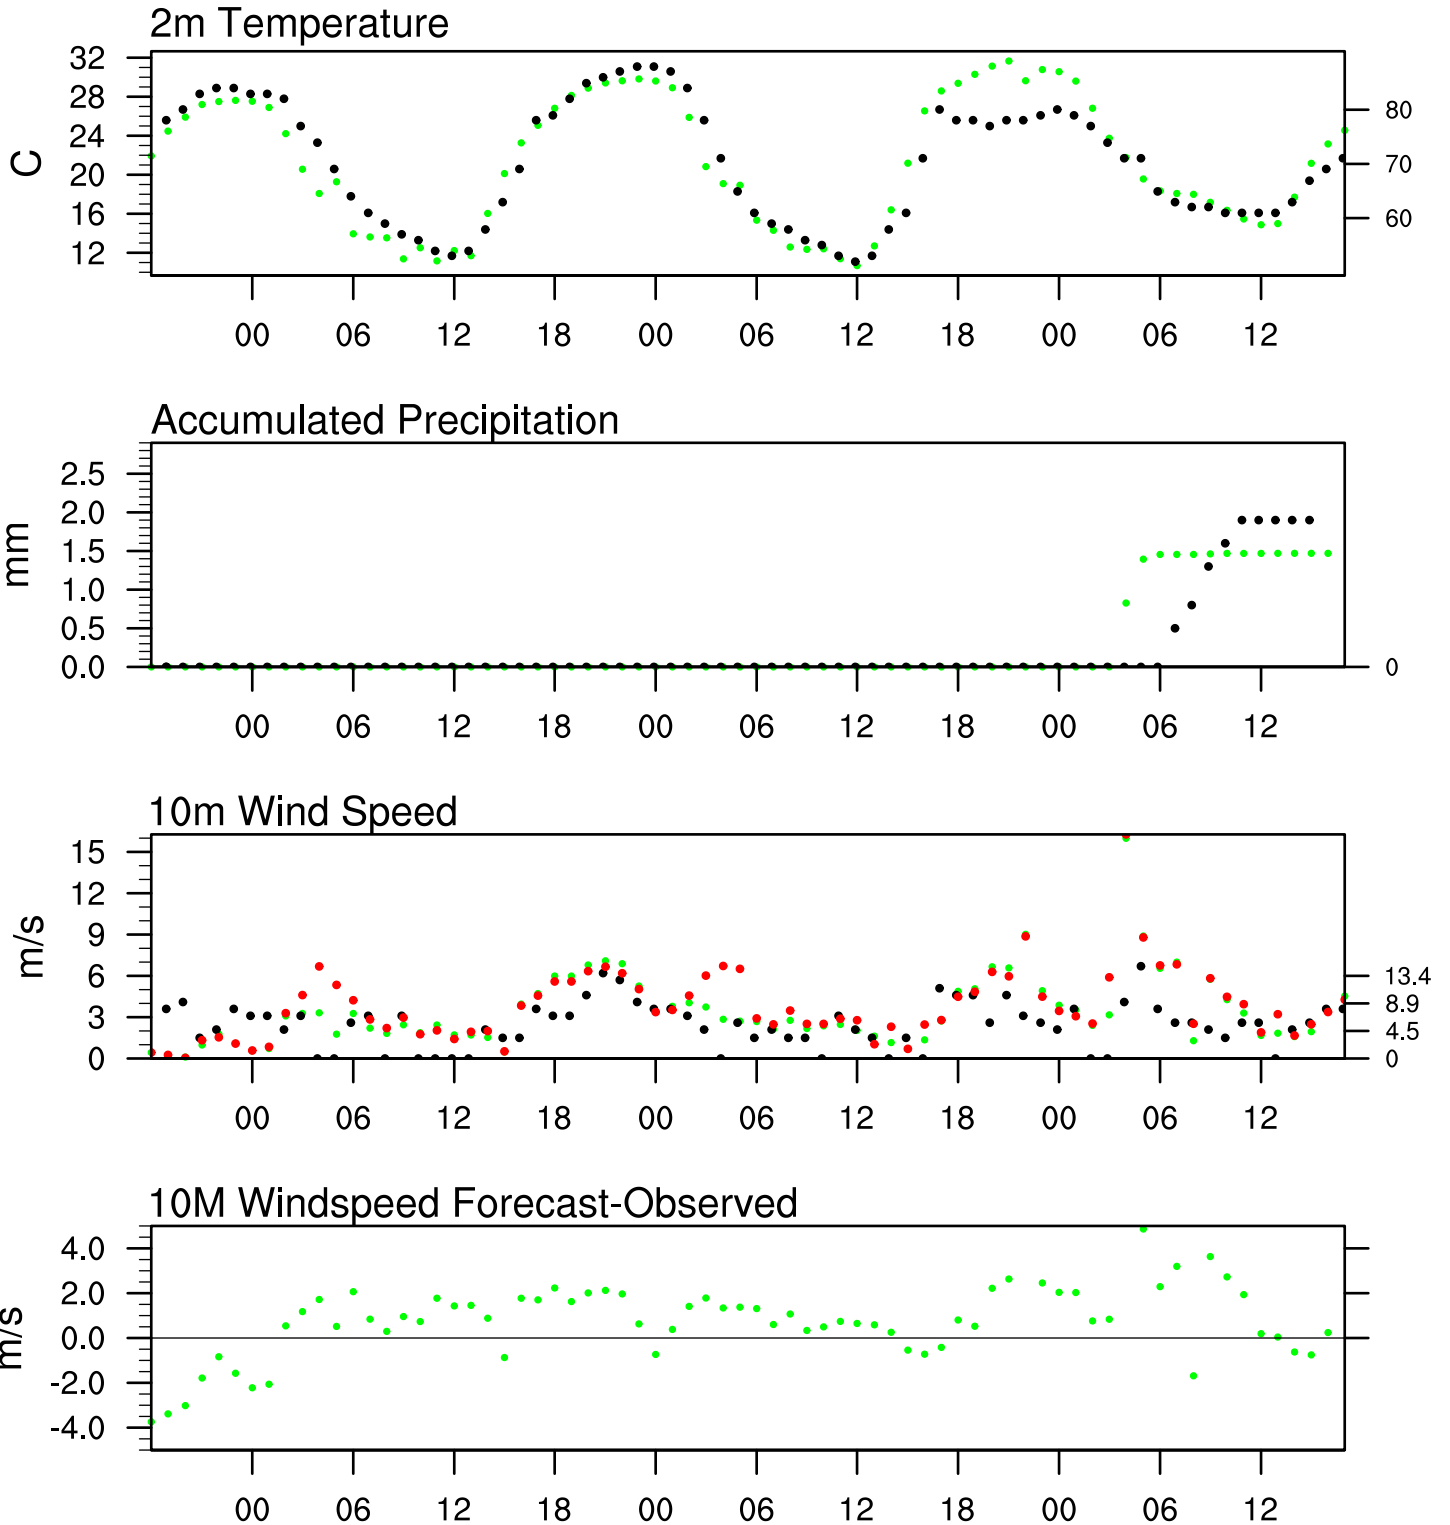 2m Temperature
32
28
24
20
16
12
C
80
70
60
00 06 12 18 00 06 12 18 00 06 12
Accumulated Precipitation
2.5
2.0
1.5
1.0
0.5
0.0
mm
0
00 06 12 18 00 06 12 18 00 06 12
10m Wind Speed
15
12
9
6
3
0
m/s
13.4
8.9
4.5
0
00 06 12 18 00 06 12 18 00 06 12
10M Windspeed Forecast-Observed
4.0
2.0
0.0
-2.0
-4.0
m/s
00 06 12 18 00 06 12 18 00 06 12